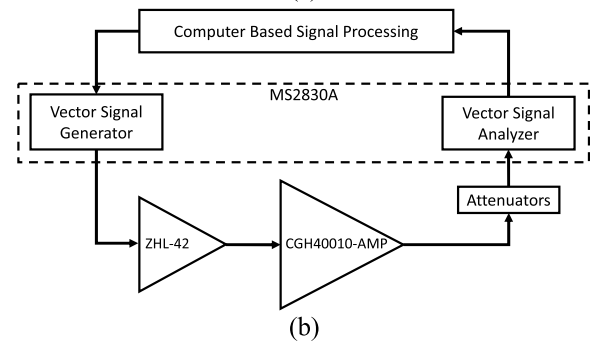 Computer Based Signal Processing
MS2830A
Vector Signal
Generator
Vector Signal
Analyzer
Attenuators
ZHL-42
CGH40010-AMP
(b)